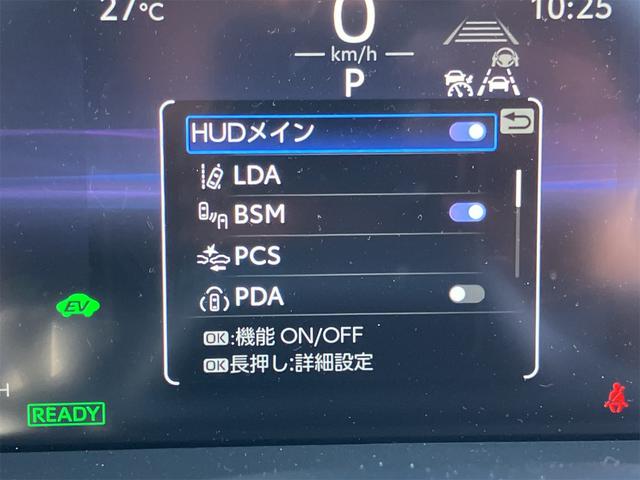 27℃
0
10:25
km/h
P
HUDメイン
LDA
BSM
PCS
PDA
OK:機能 ON/OFF
OK長押し:詳細設定
EV
H
READY